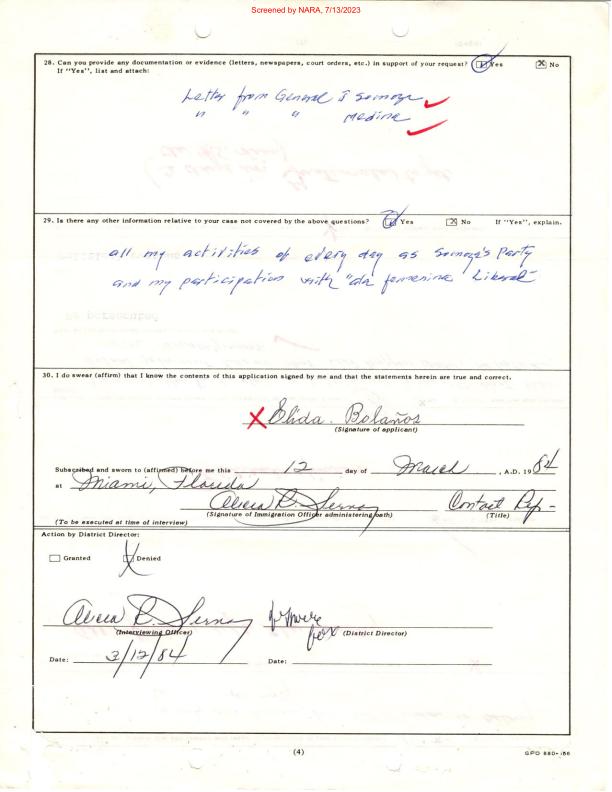 Screened by NARA, 7/13/2023
28. Can you provide any documentation or evidence (letters, newspapers, court orders, etc.) in support of your request? Yes No
If "Yes", list and attach:
Letter from General Somoza
" " " Medina
29. Is there any other information relative to your case not covered by the above questions? Yes No If "Yes", explain.
all my activities of every day as Somoza's Party
and my participation with "ala femenina Liberal"
30. I do swear (affirm) that I know the contents of this application signed by me and that the statements herein are true and correct.
Elida Bolaños
(Signature of applicant)
Subscribed and sworn to (affirmed) before me this 12 day of March , A.D. 1984
at Miami, Florida
Alicia R. Serna Contact Rep-
(Signature of Immigration Officer administering oath) (Title)
(To be executed at time of interview)
Action by District Director:
Granted Denied
Alicia R. Serna
(Interviewing Officer) (District Director)
Date: 3/12/84 Date:
(4)